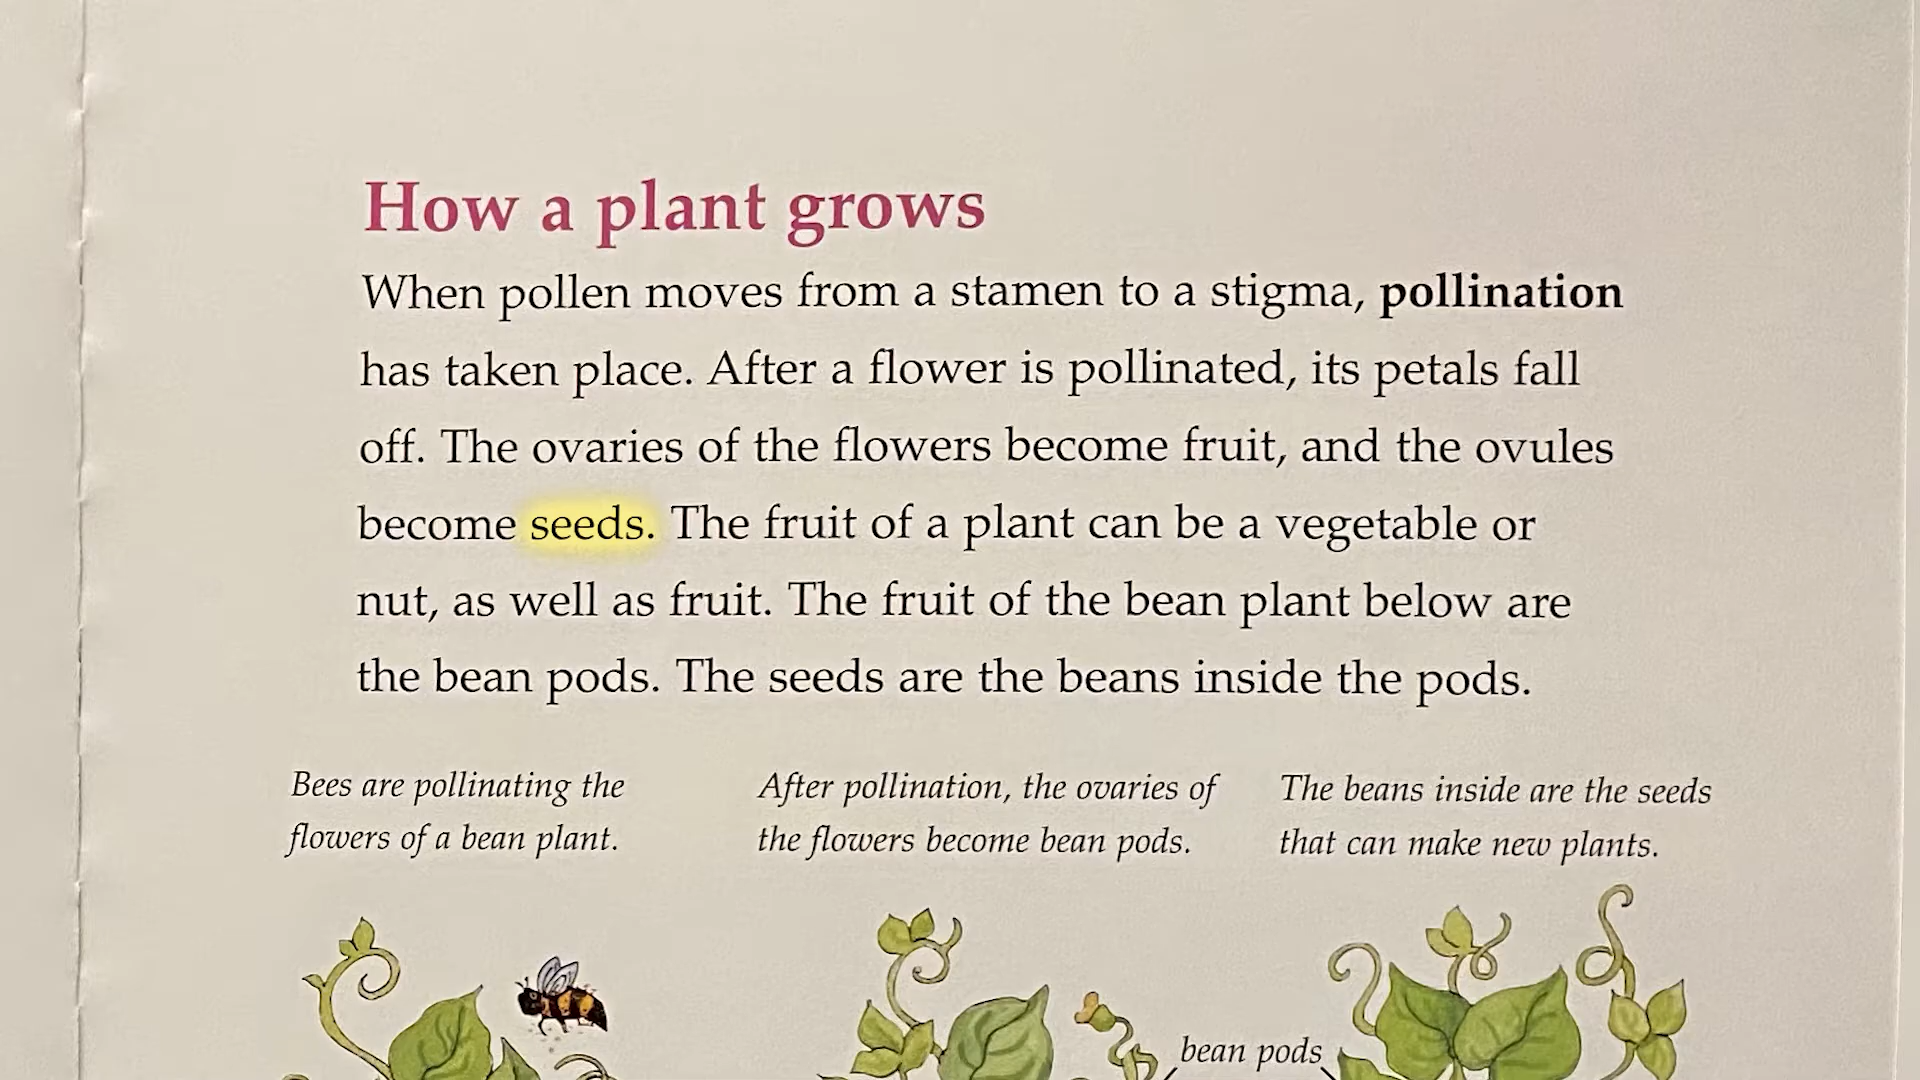 How a plant grows
When pollen moves from a stamen to a stigma, pollination
has taken place. After a flower is pollinated, its petals fall
off. The ovaries of the flowers become fruit, and the ovules
become seeds. The fruit of a plant can be a vegetable or
nut, as well as fruit. The fruit of the bean plant below are
the bean pods. The seeds are the beans inside the pods.
Bees are pollinating the
flowers of a bean plant.
After pollination, the ovaries of
the flowers become bean pods.
The beans inside are the seeds
that can make new plants.
bean pods